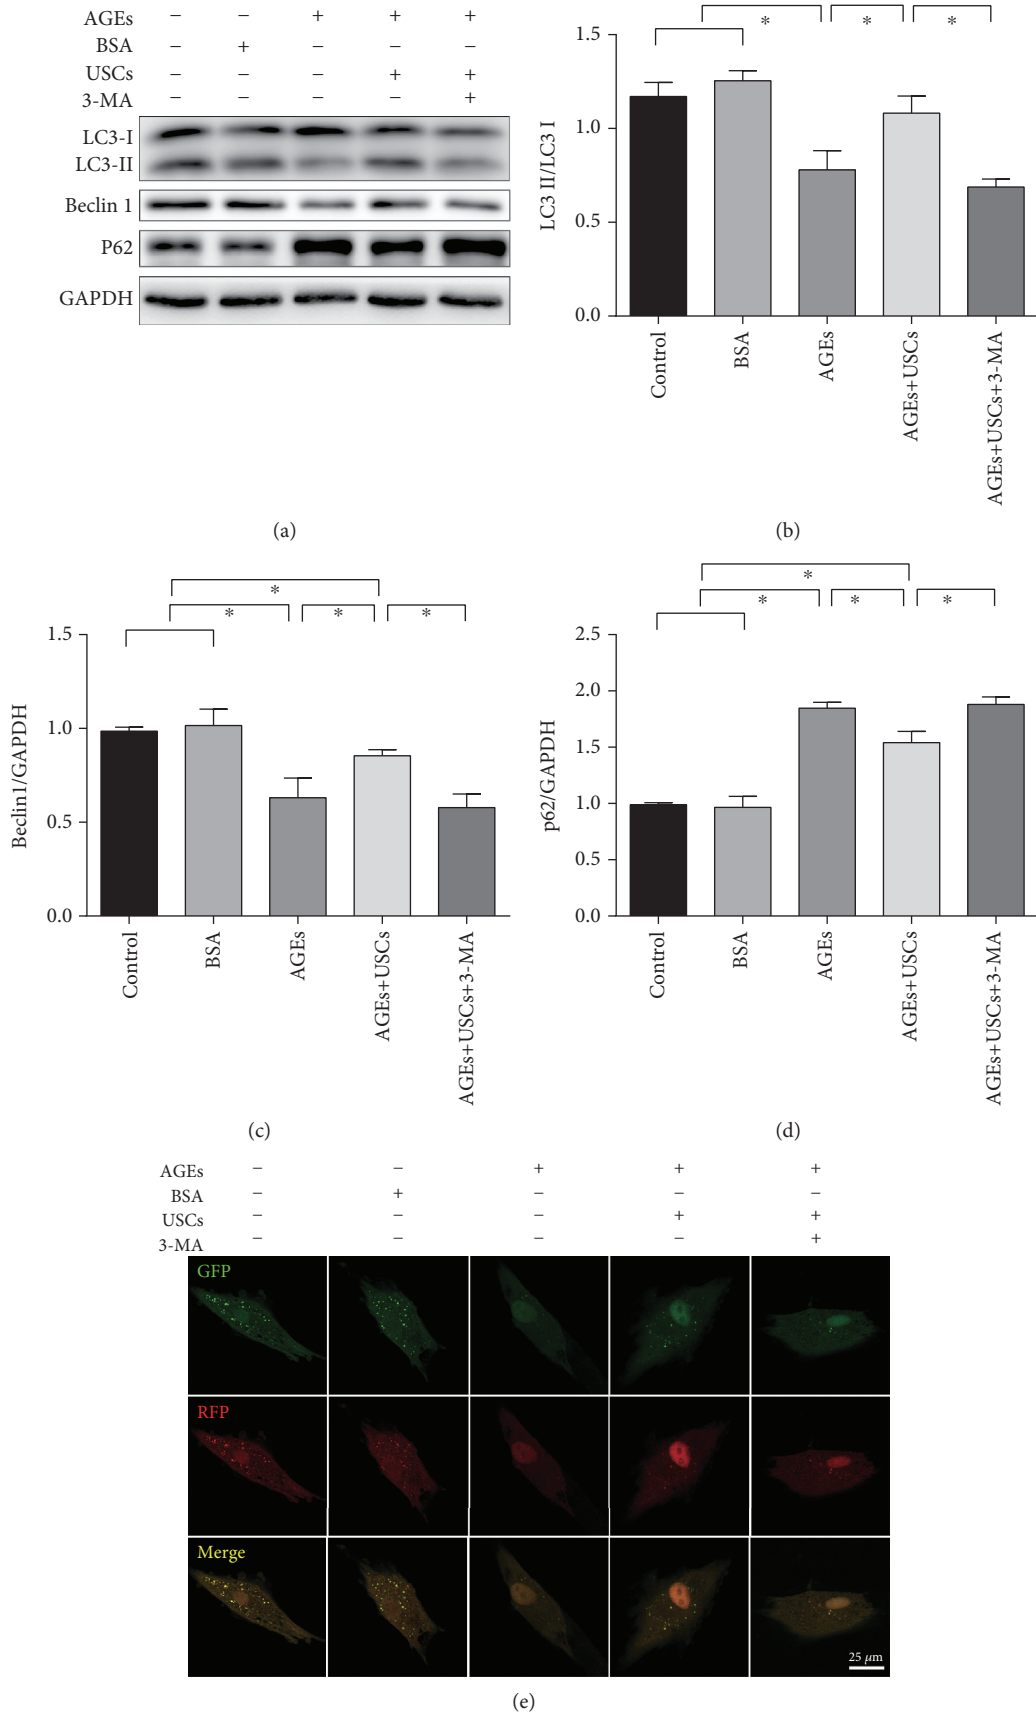 AGEs − − + + +
BSA − + − − −
USCs − − − + +
3-MA − − − − +
LC3-I
LC3-II
Beclin 1
P62
GAPDH
(a)
LC3 II/LC3 I
1.5
1.0
0.5
0.0
* * *
Control
BSA
AGEs
AGEs+USCs
AGEs+USCs+3-MA
(b)
Beclin1/GAPDH
1.5
1.0
0.5
0.0
*
* * *
Control
BSA
AGEs
AGEs+USCs
AGEs+USCs+3-MA
(c)
p62/GAPDH
2.5
2.0
1.5
1.0
0.5
0.0
*
* * *
Control
BSA
AGEs
AGEs+USCs
AGEs+USCs+3-MA
(d)
AGEs − − + + +
BSA − + − − −
USCs − − − + +
3-MA − − − − +
GFP
RFP
Merge
25 μm
(e)